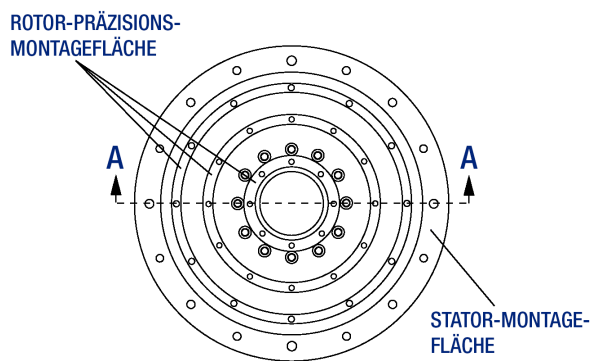 ROTOR-PRÄZISIONS-
MONTAGEFLÄCHE
A
A
STATOR-MONTAGE-
FLÄCHE